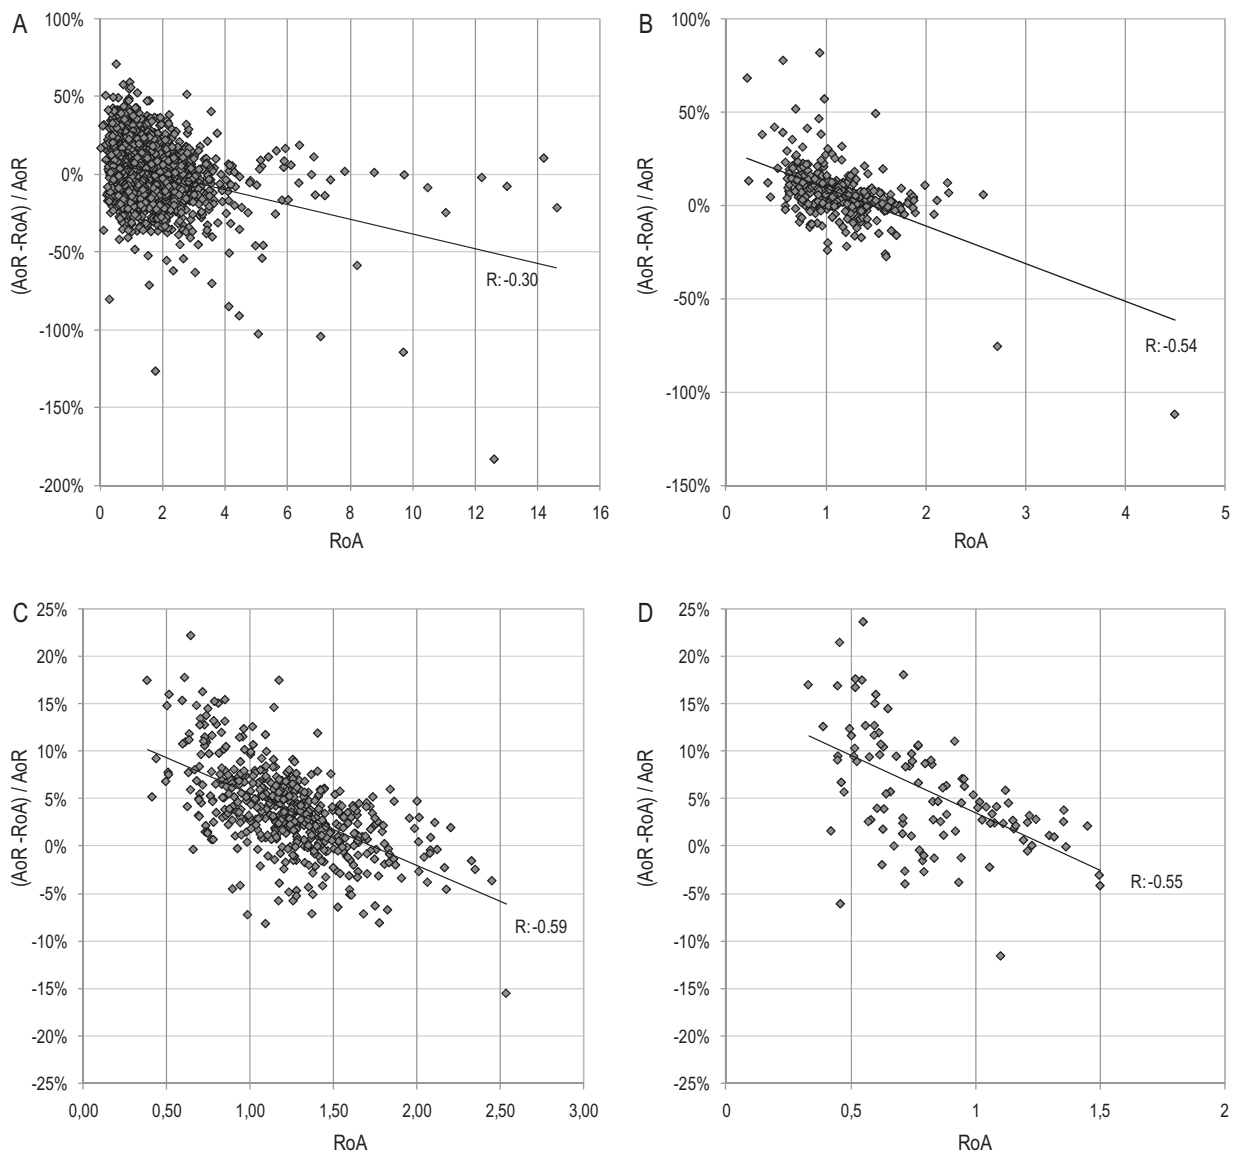 A
100%
50%
0%
-50%
-100%
-150%
-200%
(AoR -RoA) / AoR
R: -0.30
0 2 4 6 8 10 12 14 16
RoA
B
100%
50%
0%
-50%
-100%
-150%
(AoR -RoA) / AoR
R: -0.54
0 1 2 3 4 5
RoA
C
25%
20%
15%
10%
5%
0%
-5%
-10%
-15%
-20%
-25%
(AoR -RoA) / AoR
R: -0.59
0,00 0,50 1,00 1,50 2,00 2,50 3,00
RoA
D
25%
20%
15%
10%
5%
0%
-5%
-10%
-15%
-20%
-25%
(AoR -RoA) / AoR
R: -0.55
0 0,5 1 1,5 2
RoA